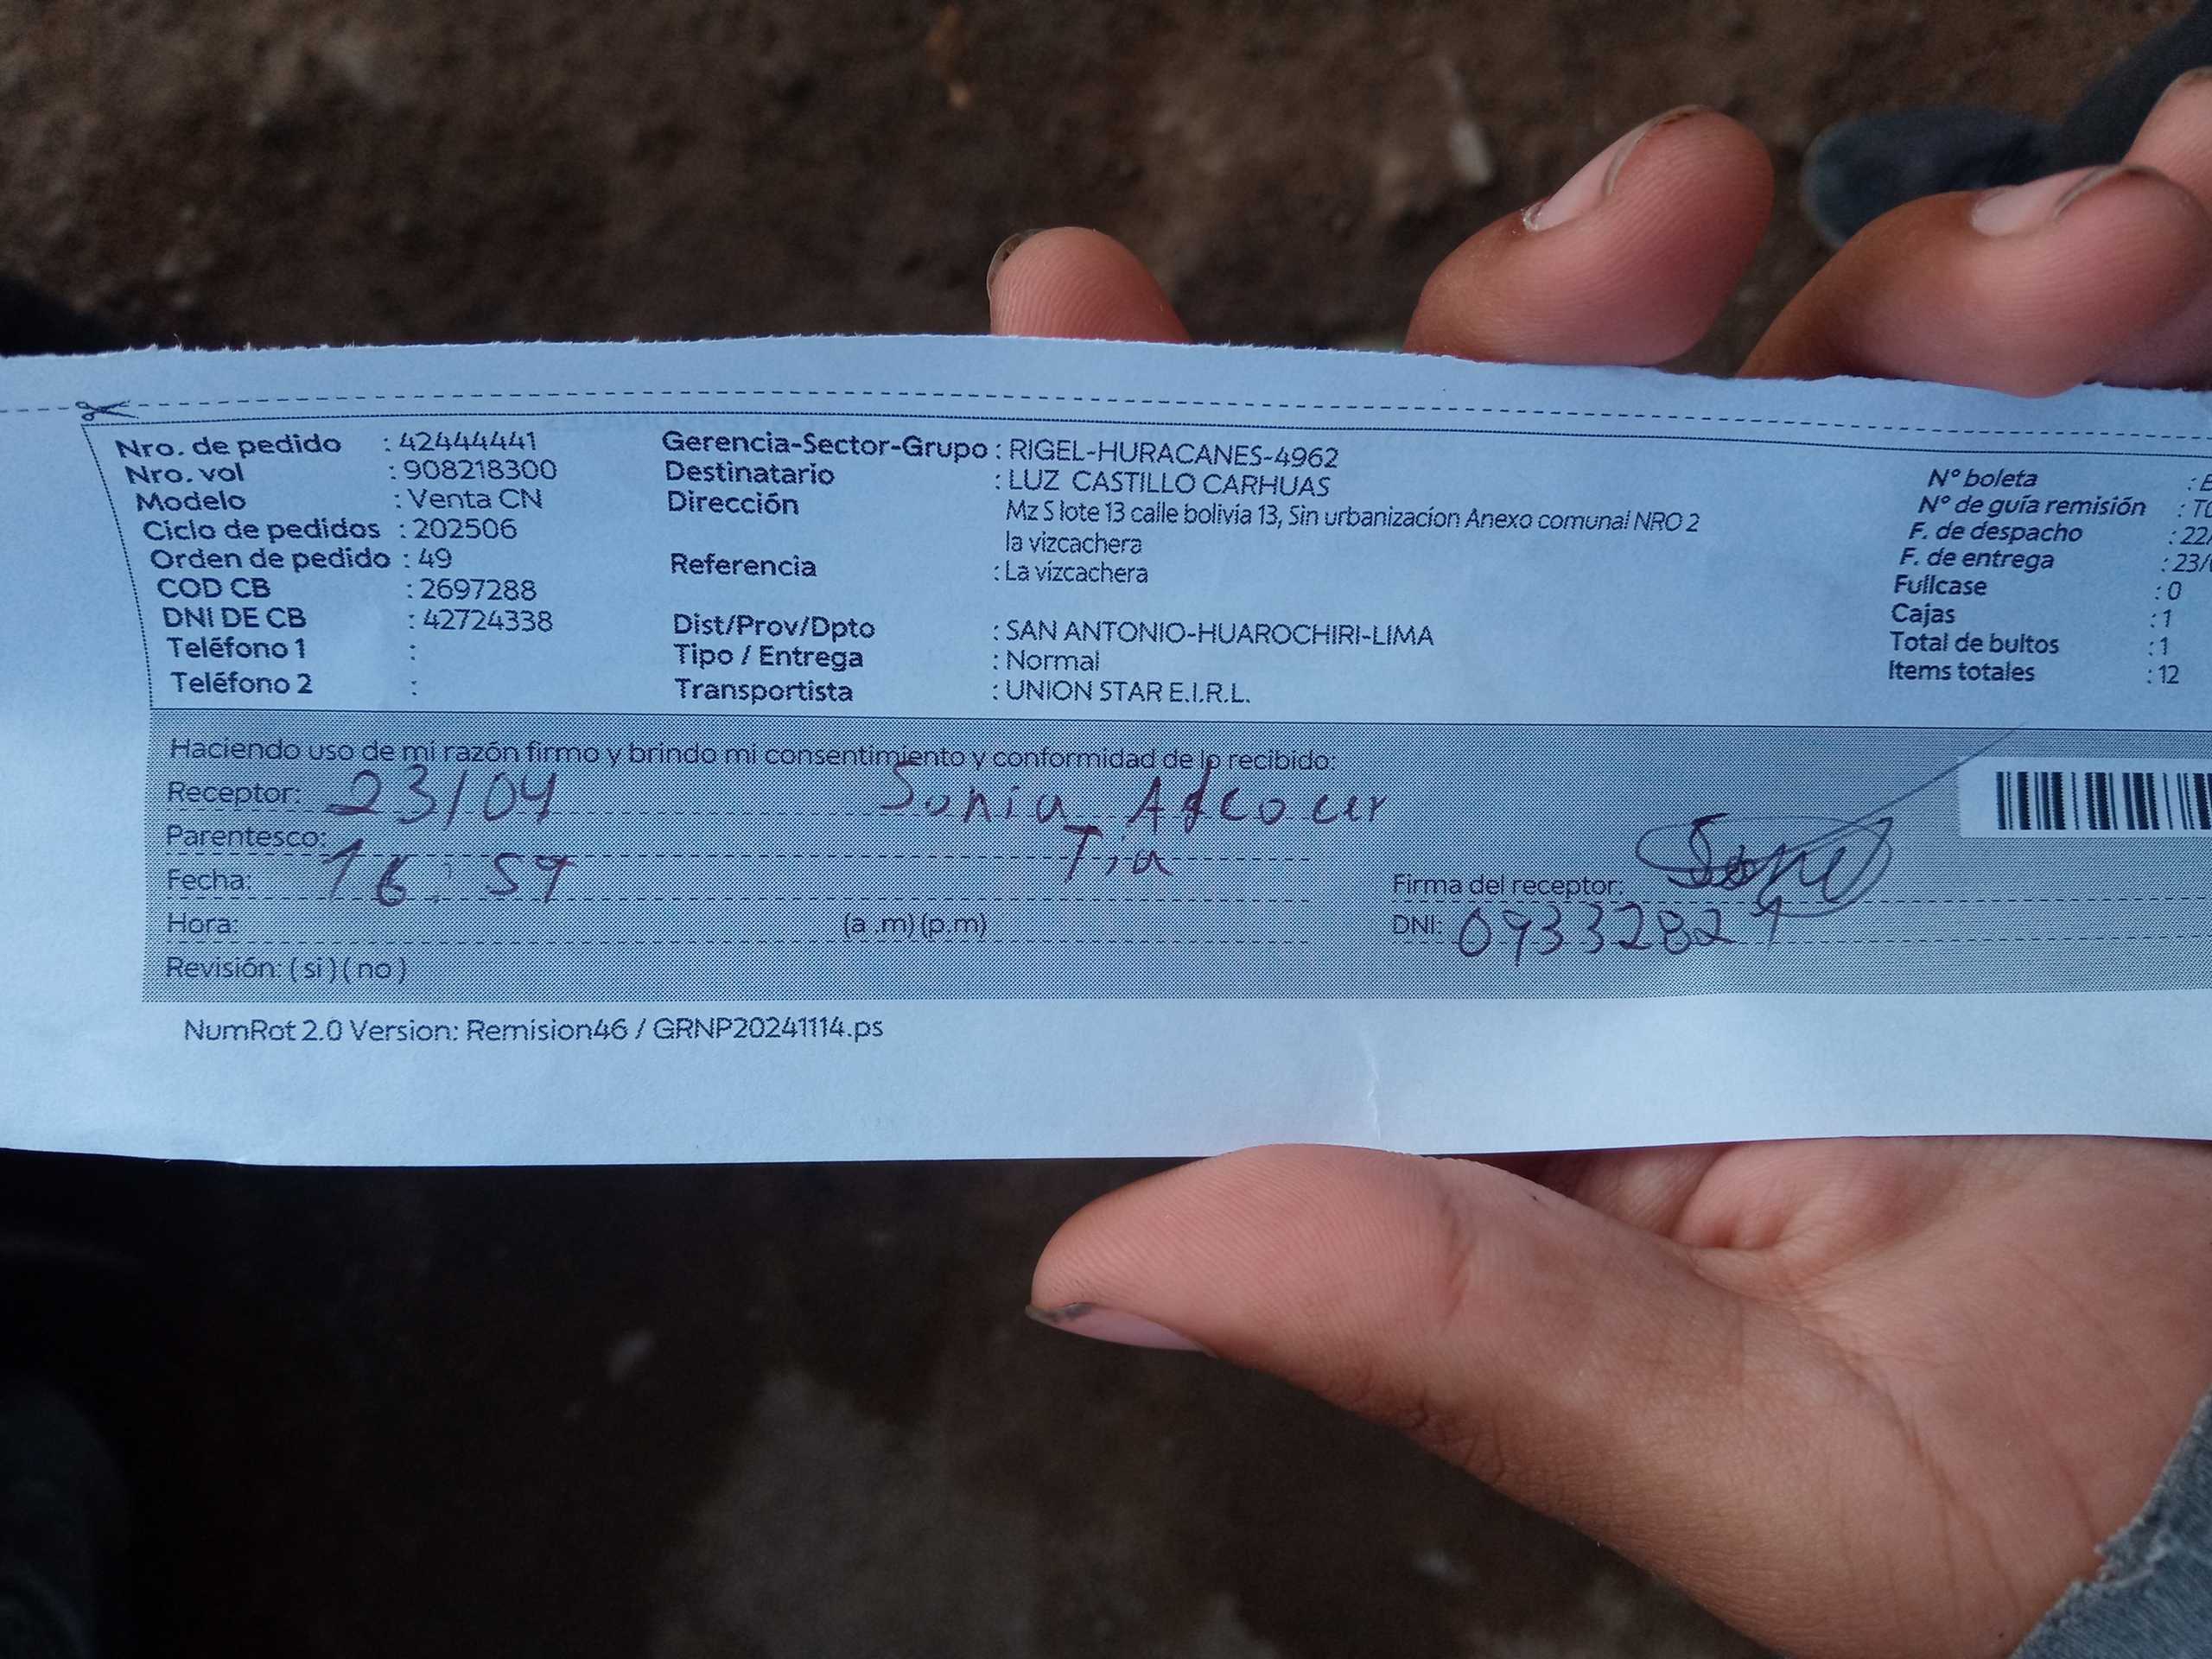 Nro. de pedido : 42444441
Nro. vol : 908218300
Modelo : Venta CN
Ciclo de pedidos : 202506
Orden de pedido : 49
COD CB : 2697288
DNI DE CB : 42724338
Teléfono 1 :
Teléfono 2 :
Gerencia-Sector-Grupo : RIGEL-HURACANES-4962
Destinatario : LUZ CASTILLO CARHUAS
Dirección Mz S lote 13 calle bolivia 13, Sin urbanizacion Anexo comunal NRO 2
la vizcachera
Referencia : La vizcachera
Dist/Prov/Dpto : SAN ANTONIO-HUAROCHIRI-LIMA
Tipo / Entrega : Normal
Transportista : UNION STAR E.I.R.L.
N° boleta :
N° de guía remisión :
F. de despacho : 22/
F. de entrega : 23/
Fullcase : 0
Cajas : 1
Total de bultos : 1
Items totales : 12
Haciendo uso de mi razón firmo y brindo mi consentimiento y conformidad de lo recibido:
Receptor: 23/04 Sonia
Parentesco: Tia
Fecha: 16:59
Firma del receptor:
Hora: (a .m) (p.m)
DNI:
Revisión: ( si ) ( no )
NumRot 2.0 Version: Remision46 / GRNP20241114.ps